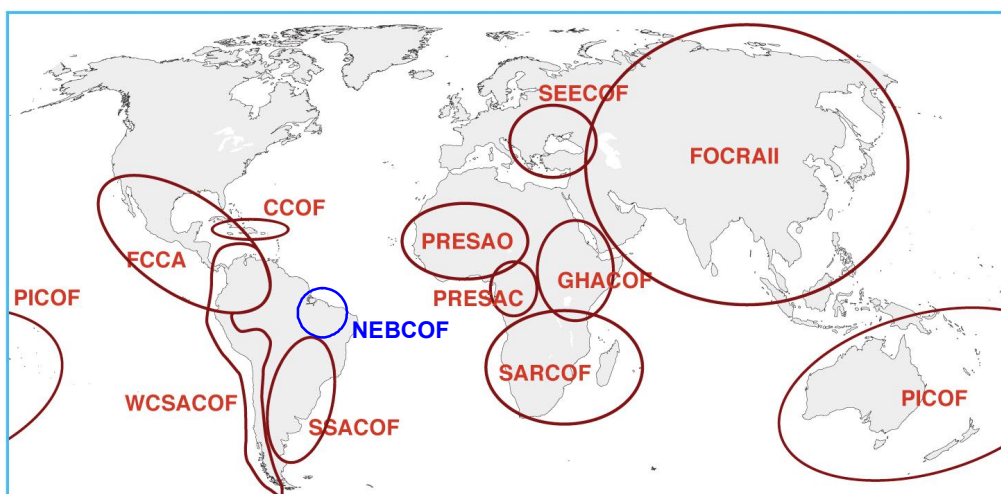 SEECOF
FOCRAII
CCOF
PRESAO
FCCA
GHACOF
PICOF
PRESAC
NEBCOF
SARCOF
WCSACOF
PICOF
SSACOF